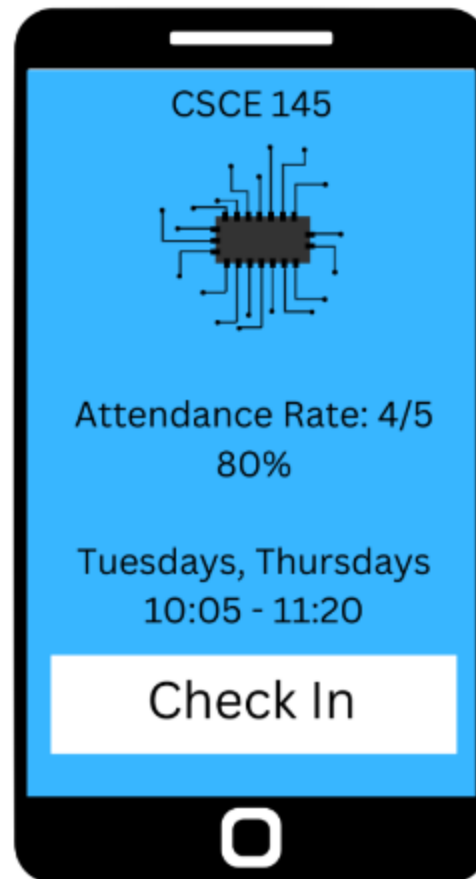 CSCE 145
Attendance Rate: 4/5
80%
Tuesdays, Thursdays
10:05 - 11:20
Check In